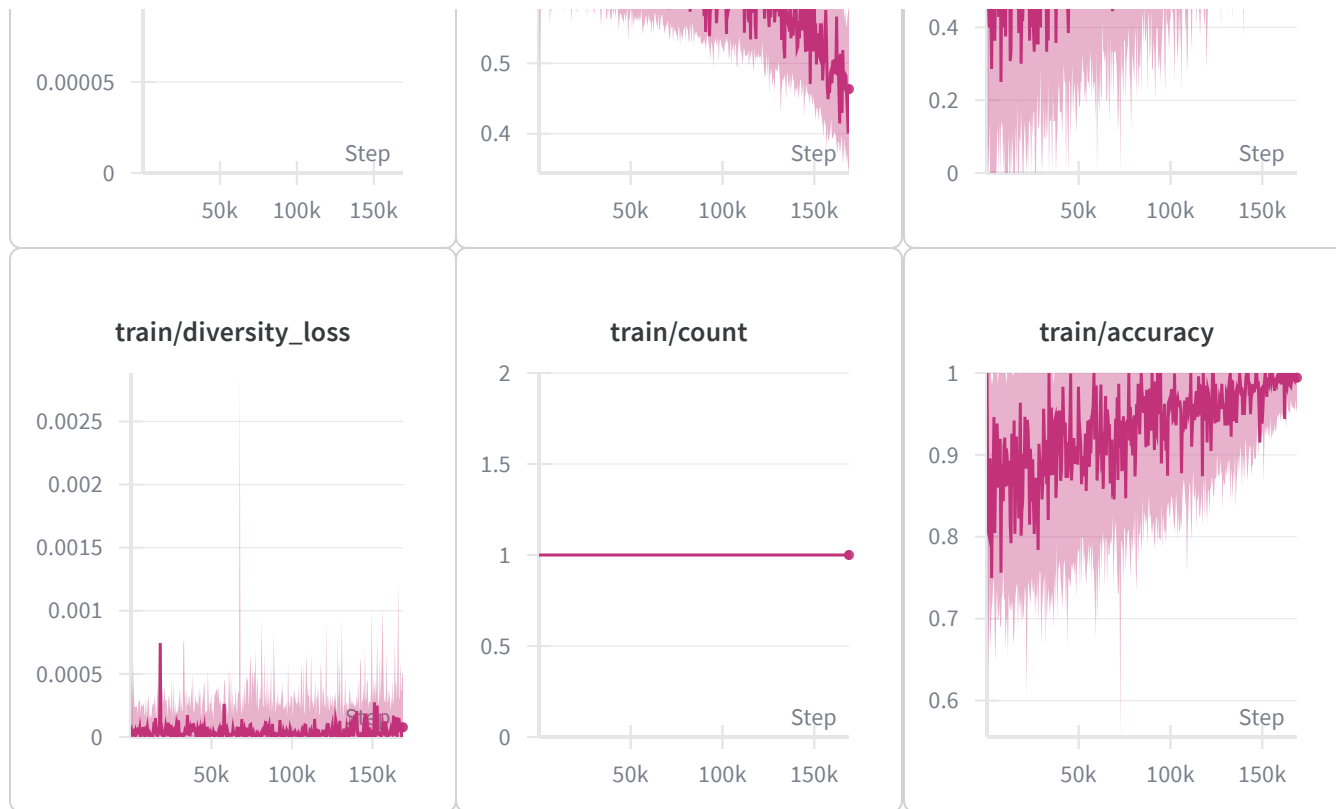 0.00005
0
Step
50k 100k 150k
0.5
0.4
Step
50k 100k 150k
0.4
0.2
0
Step
50k 100k 150k
train/diversity_loss
0.0025
0.002
0.0015
0.001
0.0005
0
Step
50k 100k 150k
train/count
2
1.5
1
0.5
0
Step
50k 100k 150k
train/accuracy
1
0.9
0.8
0.7
0.6
Step
50k 100k 150k